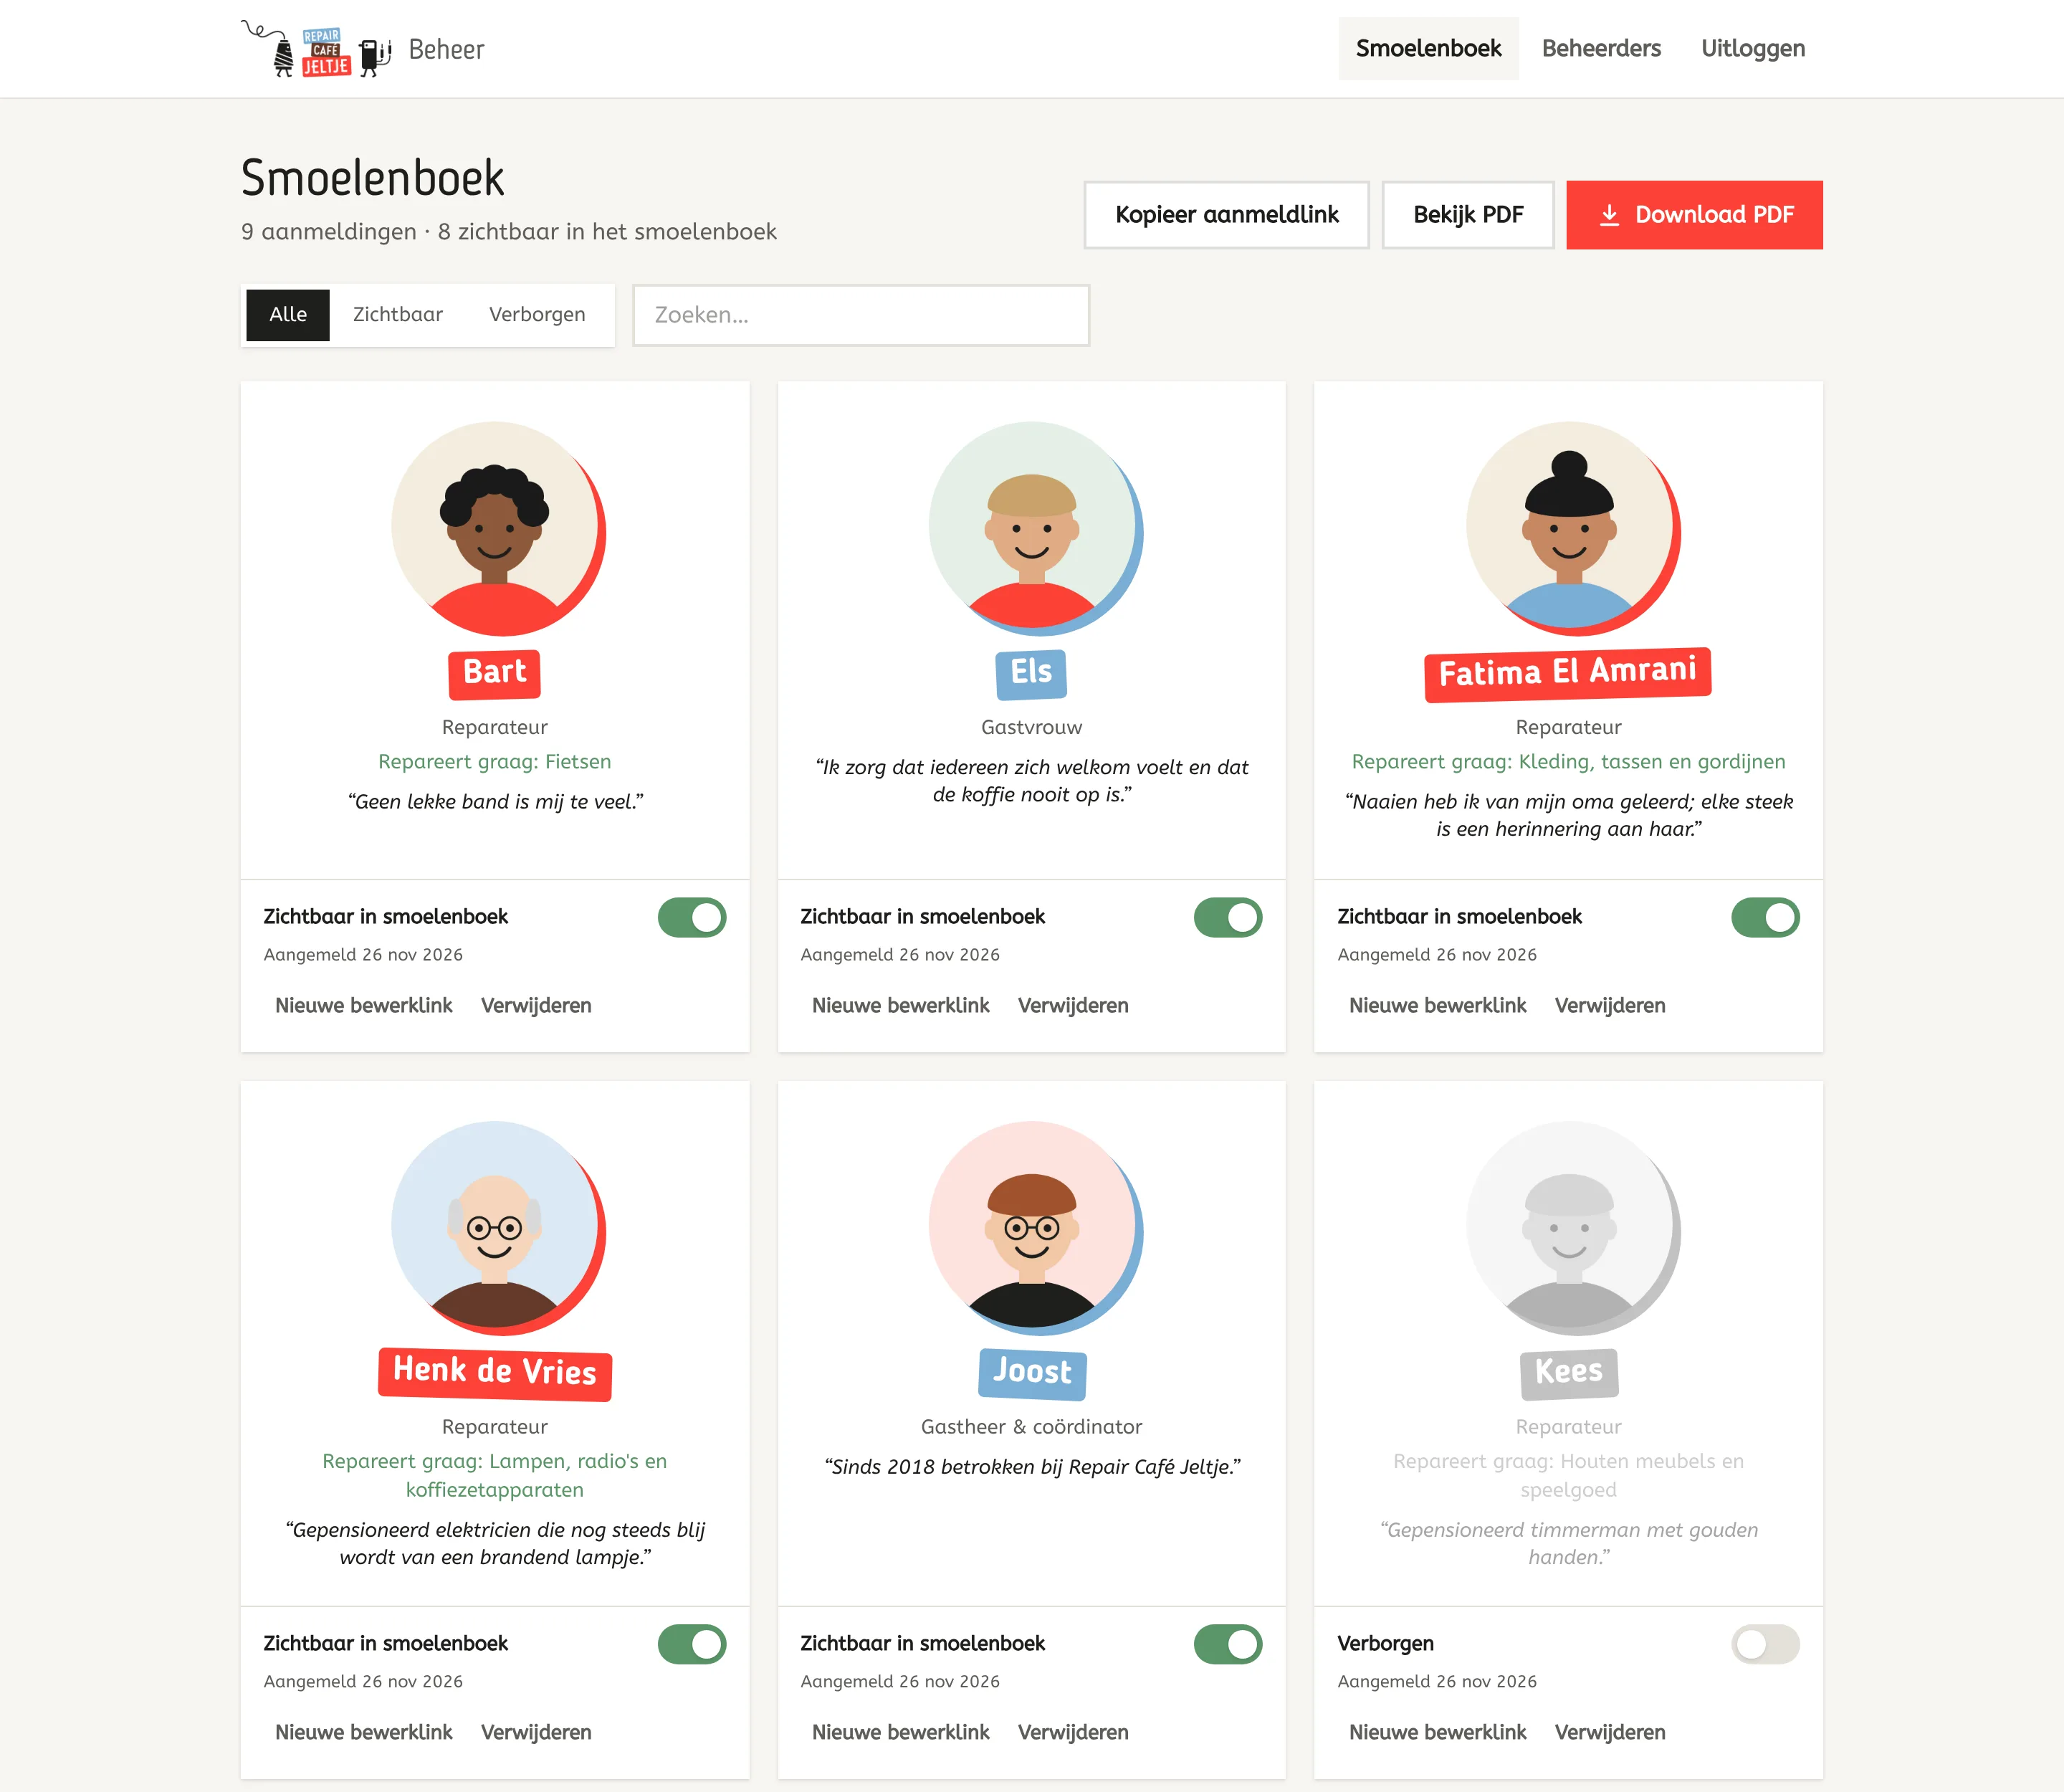 REPAIR
CAFÉ
JELTJE
Beheer
Smoelenboek
Beheerders
Uitloggen
Smoelenboek
9 aanmeldingen · 8 zichtbaar in het smoelenboek
Kopieer aanmeldlink
Bekijk PDF
Download PDF
Alle
Zichtbaar
Verborgen
Zoeken...
Bart
Reparateur
Repareert graag: Fietsen
“Geen lekke band is mij te veel.”
Zichtbaar in smoelenboek
Aangemeld 26 nov 2026
Nieuwe bewerklink
Verwijderen
Els
Gastvrouw
“Ik zorg dat iedereen zich welkom voelt en dat
de koffie nooit op is.”
Zichtbaar in smoelenboek
Aangemeld 26 nov 2026
Nieuwe bewerklink
Verwijderen
Fatima El Amrani
Reparateur
Repareert graag: Kleding, tassen en gordijnen
“Naaien heb ik van mijn oma geleerd; elke steek
is een herinnering aan haar.”
Zichtbaar in smoelenboek
Aangemeld 26 nov 2026
Nieuwe bewerklink
Verwijderen
Henk de Vries
Reparateur
Repareert graag: Lampen, radio's en
koffiezetapparaten
“Gepensioneerd elektricien die nog steeds blij
wordt van een brandend lampje.”
Zichtbaar in smoelenboek
Aangemeld 26 nov 2026
Nieuwe bewerklink
Verwijderen
Joost
Gastheer & coördinator
“Sinds 2018 betrokken bij Repair Café Jeltje.”
Zichtbaar in smoelenboek
Aangemeld 26 nov 2026
Nieuwe bewerklink
Verwijderen
Kees
Reparateur
Repareert graag: Houten meubels en
speelgoed
“Gepensioneerd timmerman met gouden
handen.”
Verborgen
Aangemeld 26 nov 2026
Nieuwe bewerklink
Verwijderen